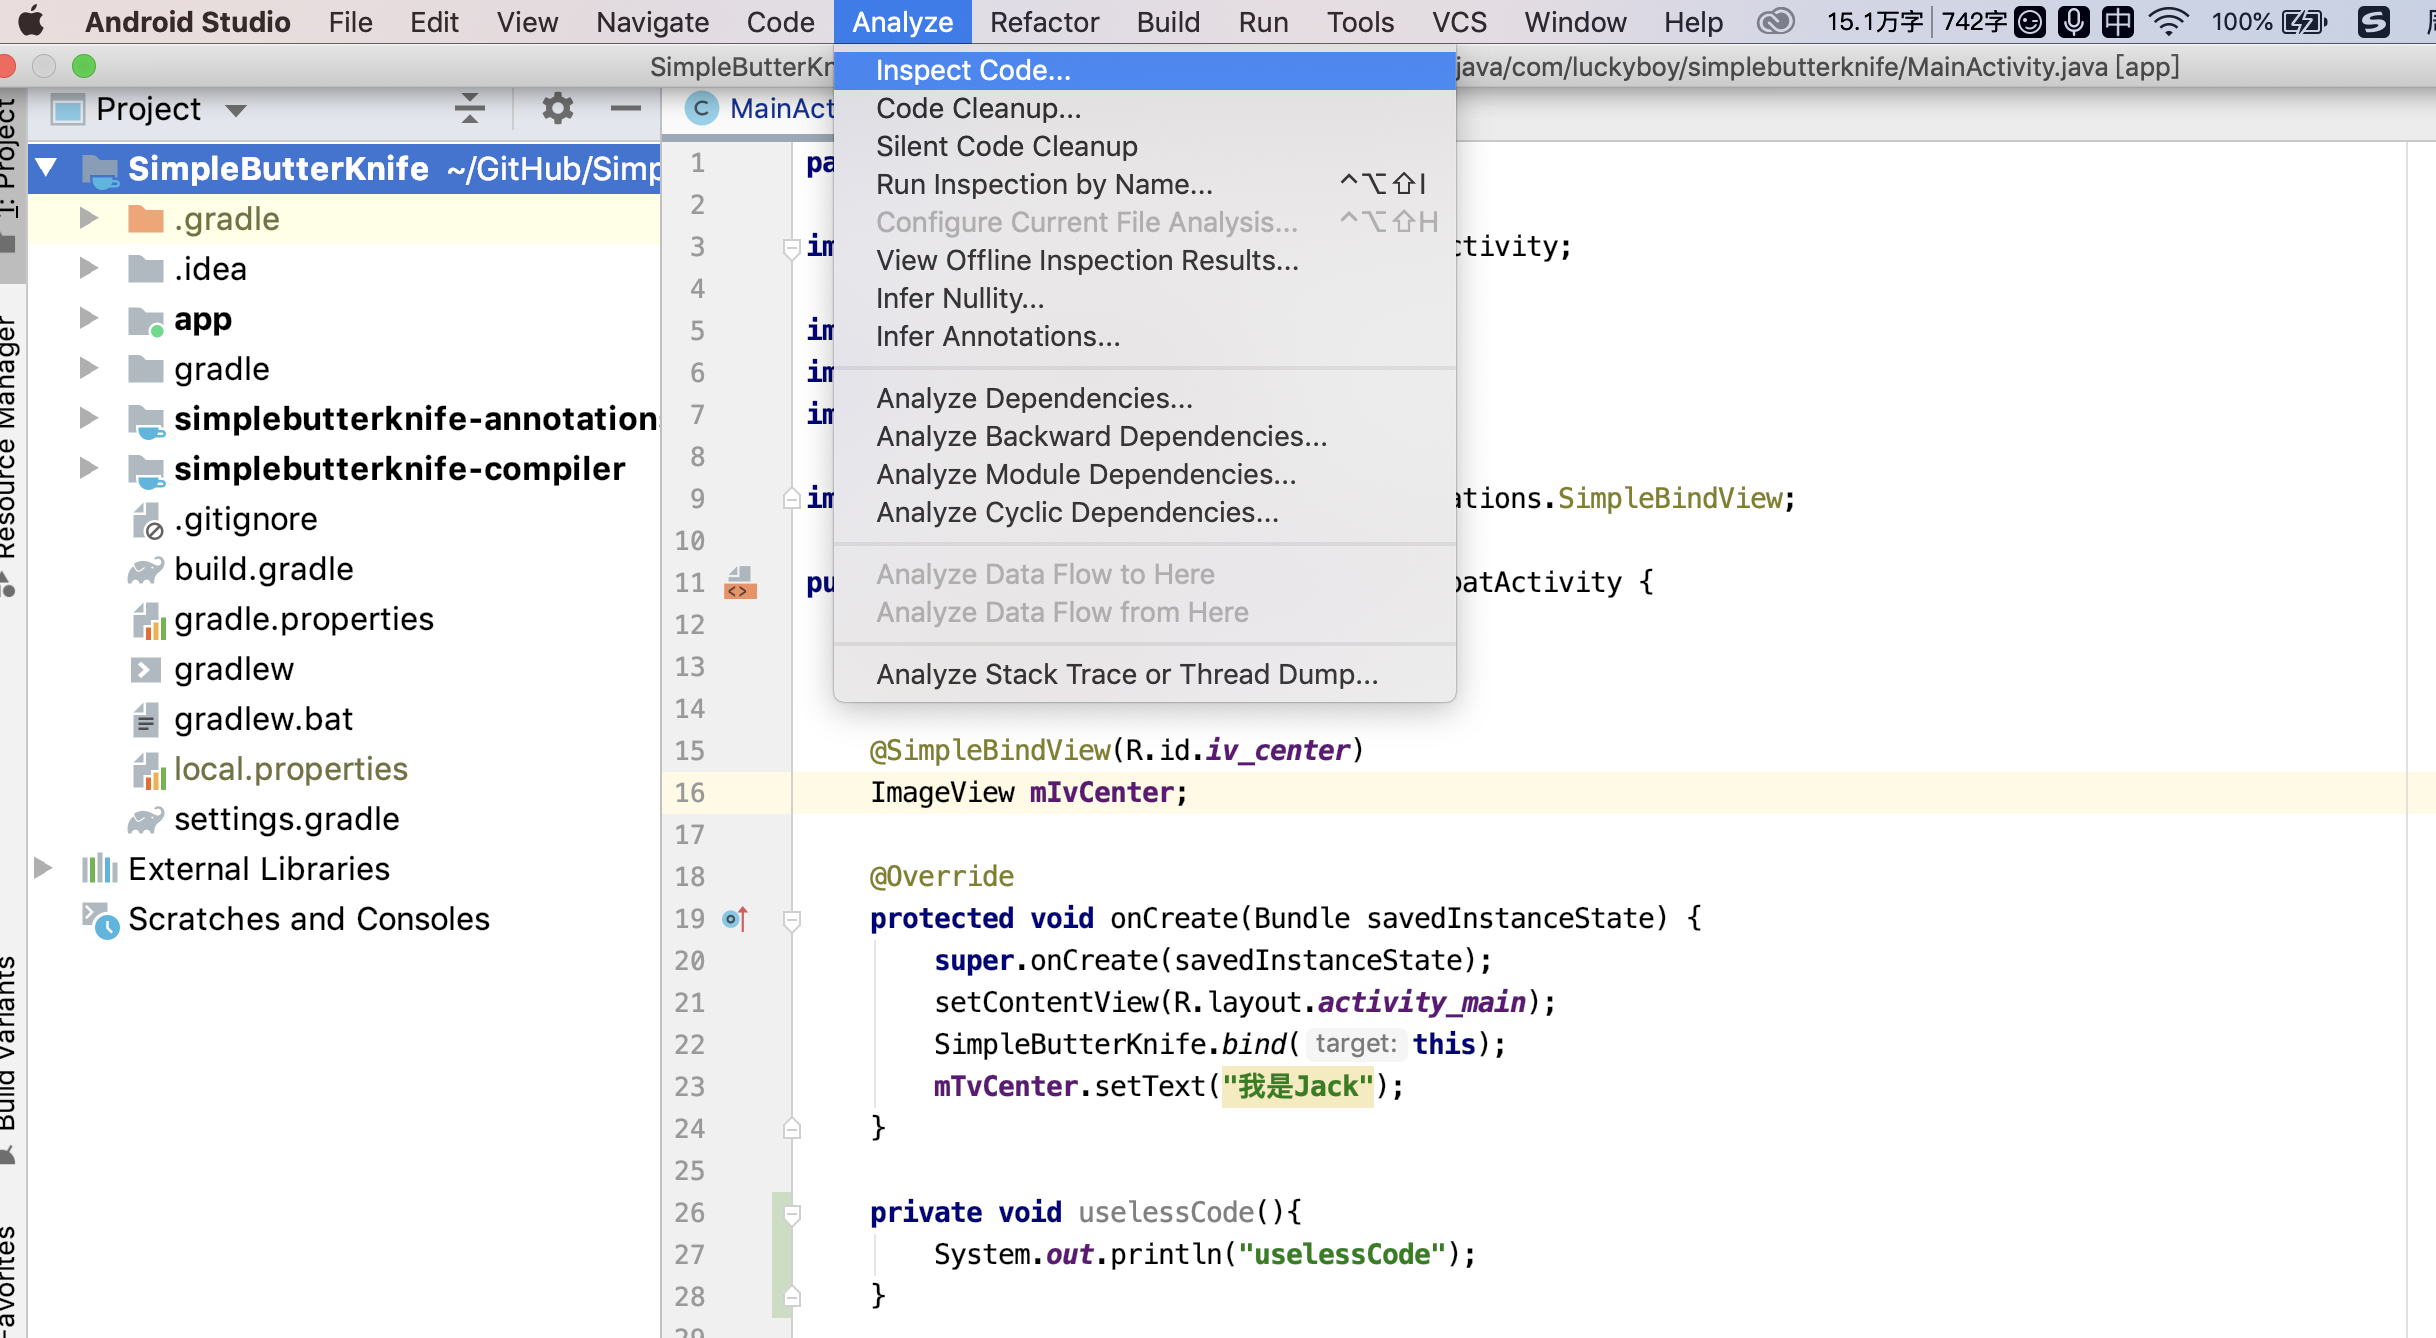 Android Studio File Edit View Navigate Code Analyze Refactor Build Run Tools VCS Window Help 15.1万字 742字 中 100%
SimpleButterKn java/com/luckyboy/simplebutterknife/MainActivity.java [app]
Project
MainAct
1: Project
Resource Manager
Build Variants
Favorites
SimpleButterKnife ~/GitHub/Simp
.gradle
.idea
app
gradle
simplebutterknife-annotation
simplebutterknife-compiler
.gitignore
build.gradle
gradle.properties
gradlew
gradlew.bat
local.properties
settings.gradle
External Libraries
Scratches and Consoles
Inspect Code...
Code Cleanup...
Silent Code Cleanup
Run Inspection by Name... ^⌥⇧I
Configure Current File Analysis... ^⌥⇧H
View Offline Inspection Results...
Infer Nullity...
Infer Annotations...
Analyze Dependencies...
Analyze Backward Dependencies...
Analyze Module Dependencies...
Analyze Cyclic Dependencies...
Analyze Data Flow to Here
Analyze Data Flow from Here
Analyze Stack Trace or Thread Dump...
1 pa
2
3 im ctivity;
4
5 im
6 im
7 im
8
9 im ations.SimpleBindView;
10
11 pu patActivity {
12
13
14
15 @SimpleBindView(R.id.iv_center)
16 ImageView mIvCenter;
17
18 @Override
19 protected void onCreate(Bundle savedInstanceState) {
20 super.onCreate(savedInstanceState);
21 setContentView(R.layout.activity_main);
22 SimpleButterKnife.bind( target: this);
23 mTvCenter.setText("我是Jack");
24 }
25
26 private void uselessCode(){
27 System.out.println("uselessCode");
28 }
29